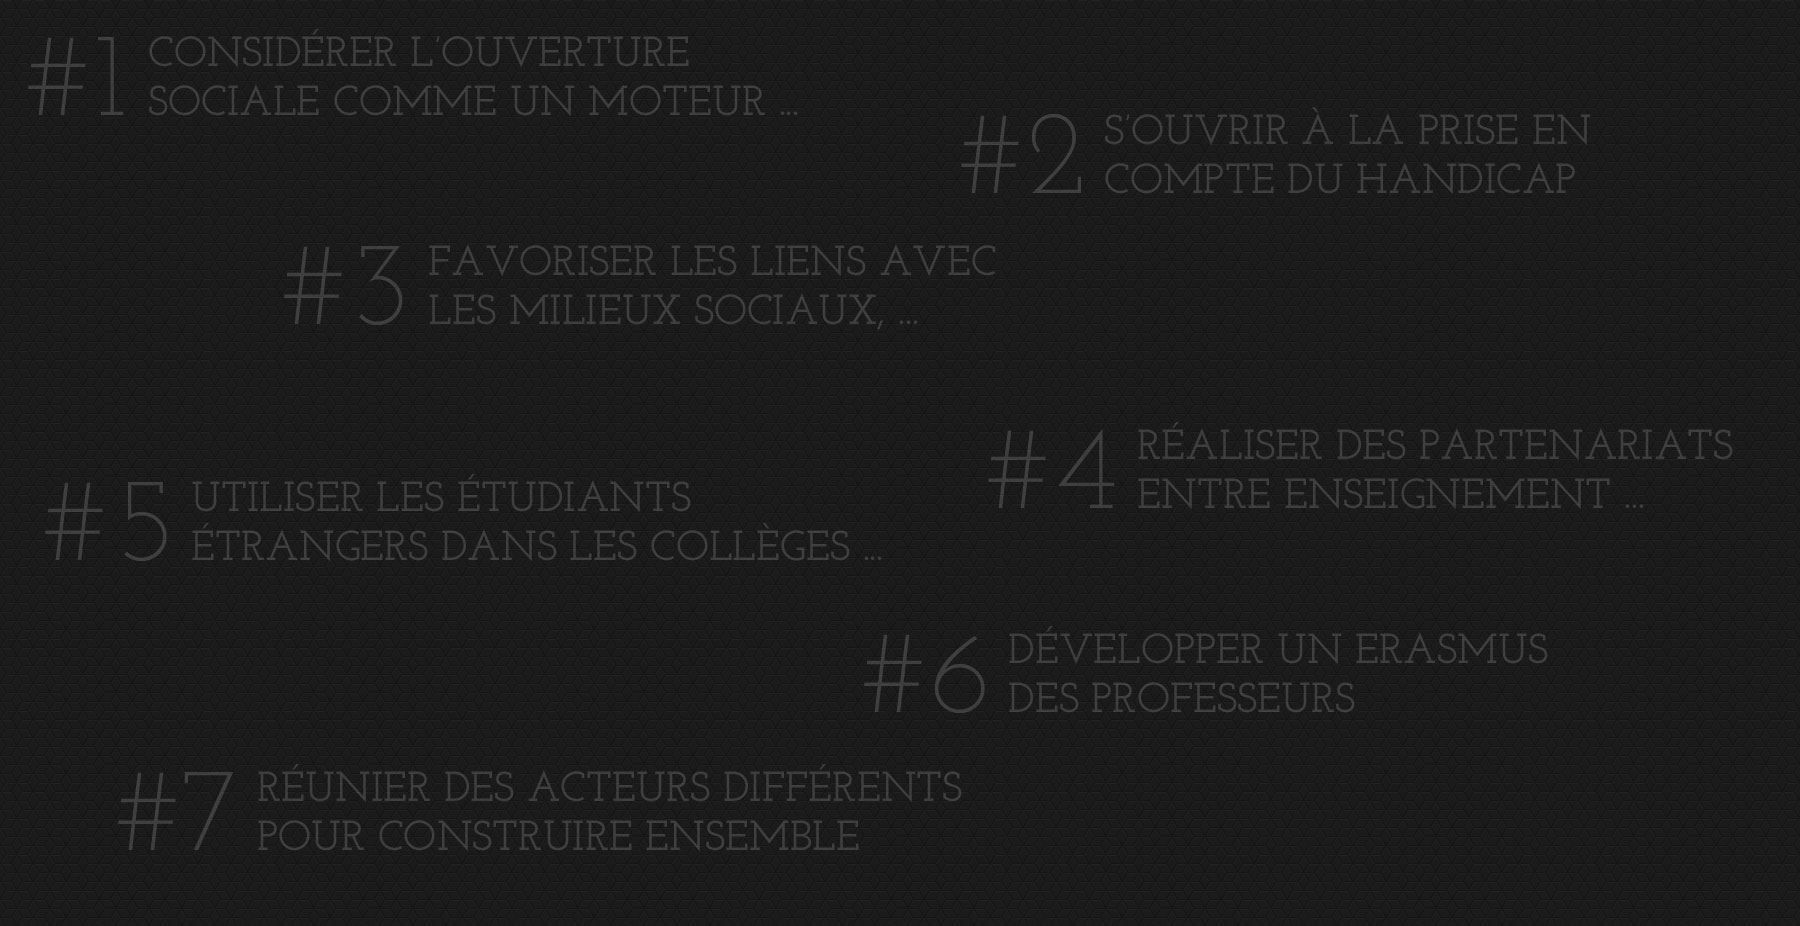 #1 CONSIDÉRER L'OUVERTURE
SOCIALE COMME UN MOTEUR ...
#2 S'OUVRIR À LA PRISE EN
COMPTE DU HANDICAP
#3 FAVORISER LES LIENS AVEC
LES MILIEUX SOCIAUX, ...
#4 RÉALISER DES PARTENARIATS
ENTRE ENSEIGNEMENT ...
#5 UTILISER LES ÉTUDIANTS
ÉTRANGERS DANS LES COLLÈGES ...
#6 DÉVELOPPER UN ERASMUS
DES PROFESSEURS
#7 RÉUNIER DES ACTEURS DIFFÉRENTS
POUR CONSTRUIRE ENSEMBLE